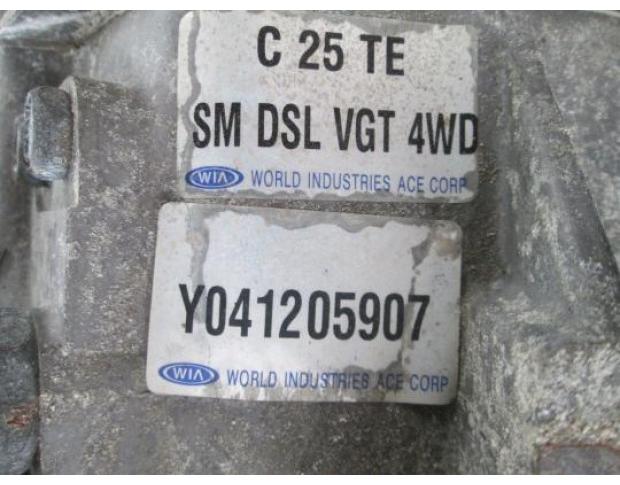 C 25 TE
SM DSL VGT 4WD
WIA WORLD INDUSTRIES ACE CORP
Y041205907
WIA WORLD INDUSTRIES ACE CORP